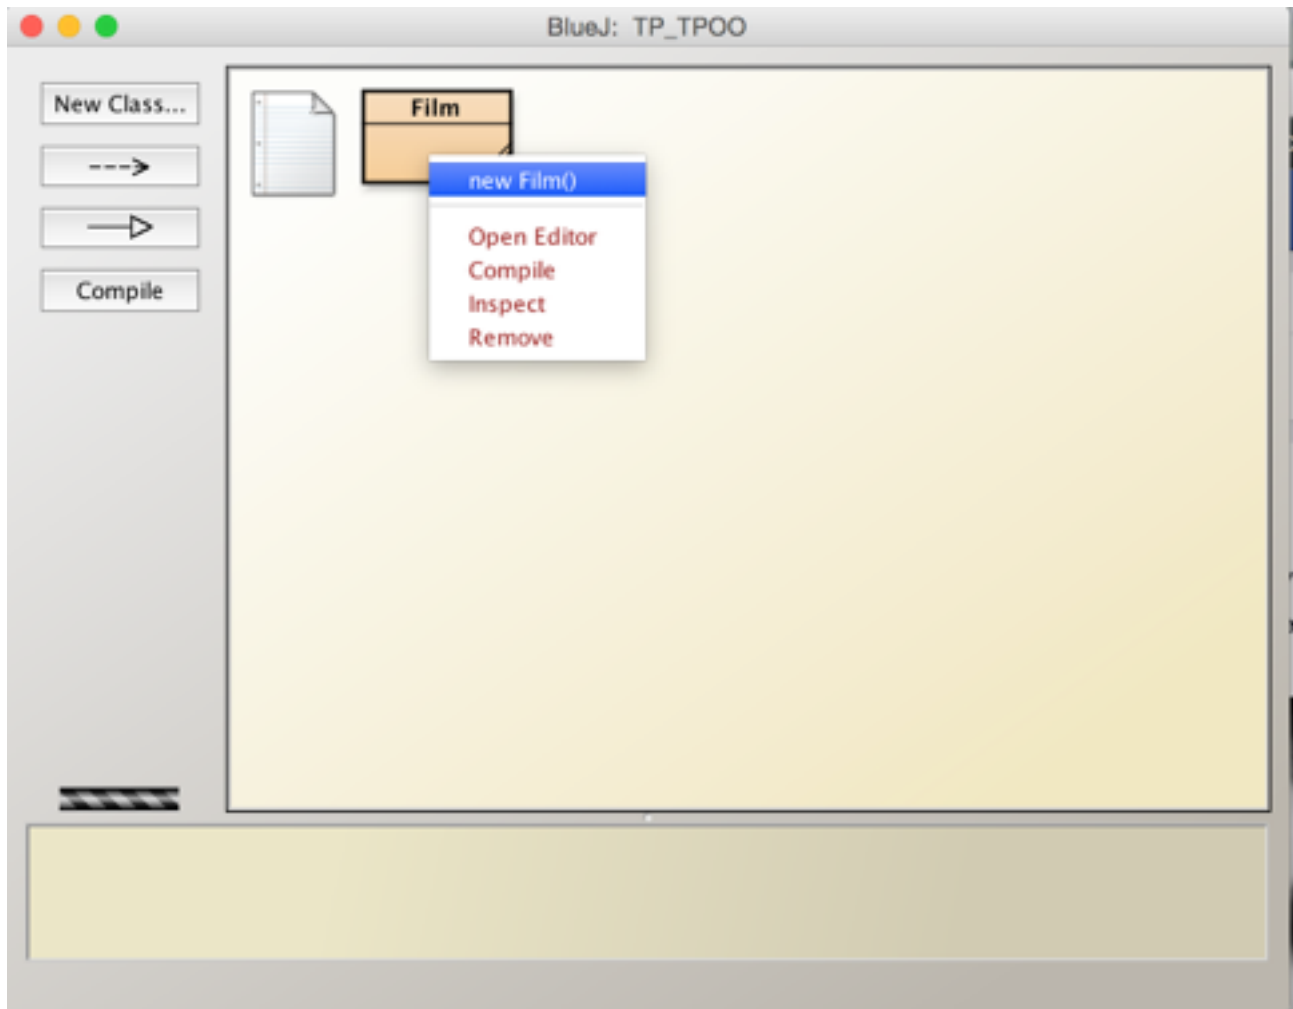 BlueJ: TP_TPOO
New Class...
Film
new Film()
Open Editor
Compile
Inspect
Remove
Compile